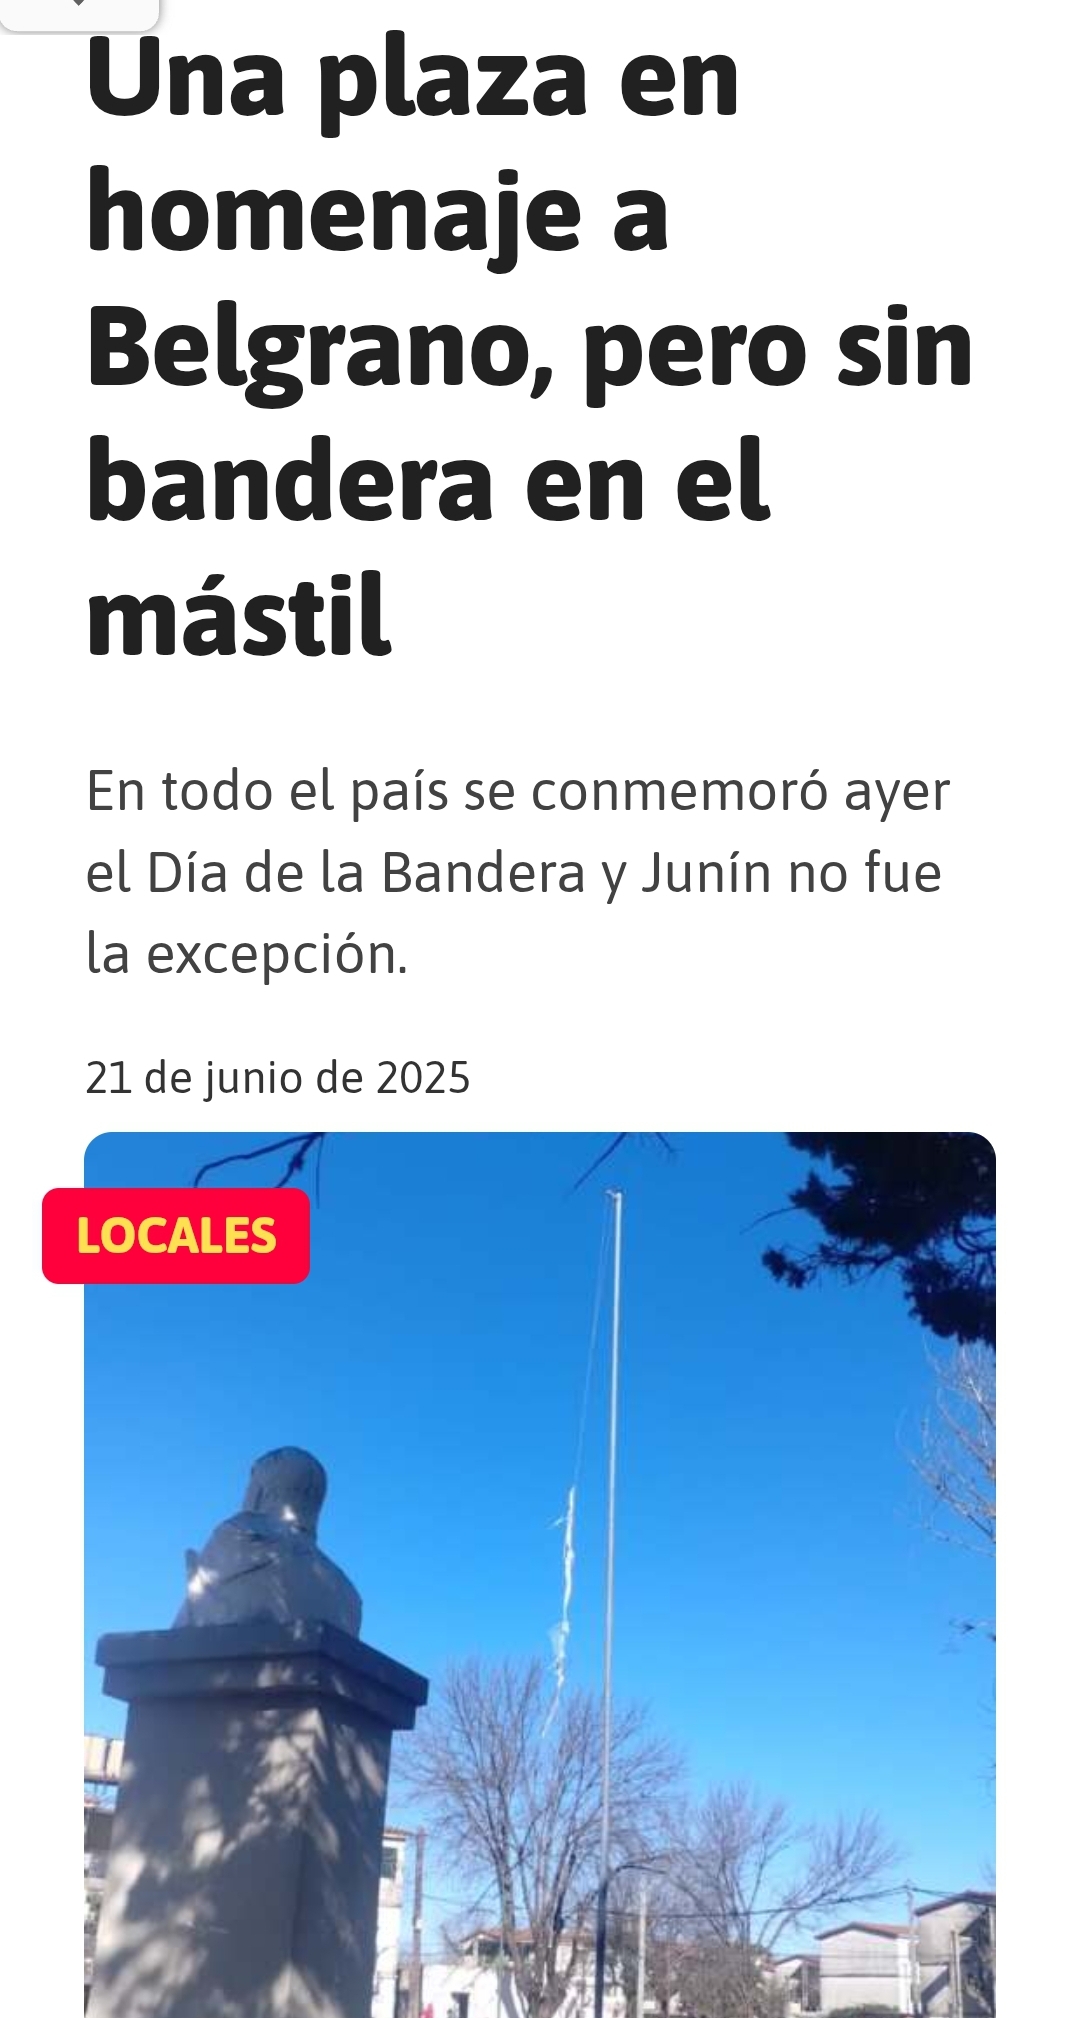 Una plaza en
homenaje a
Belgrano, pero sin
bandera en el
mástil
En todo el país se conmemoró ayer
el Día de la Bandera y Junín no fue
la excepción.
21 de junio de 2025
LOCALES